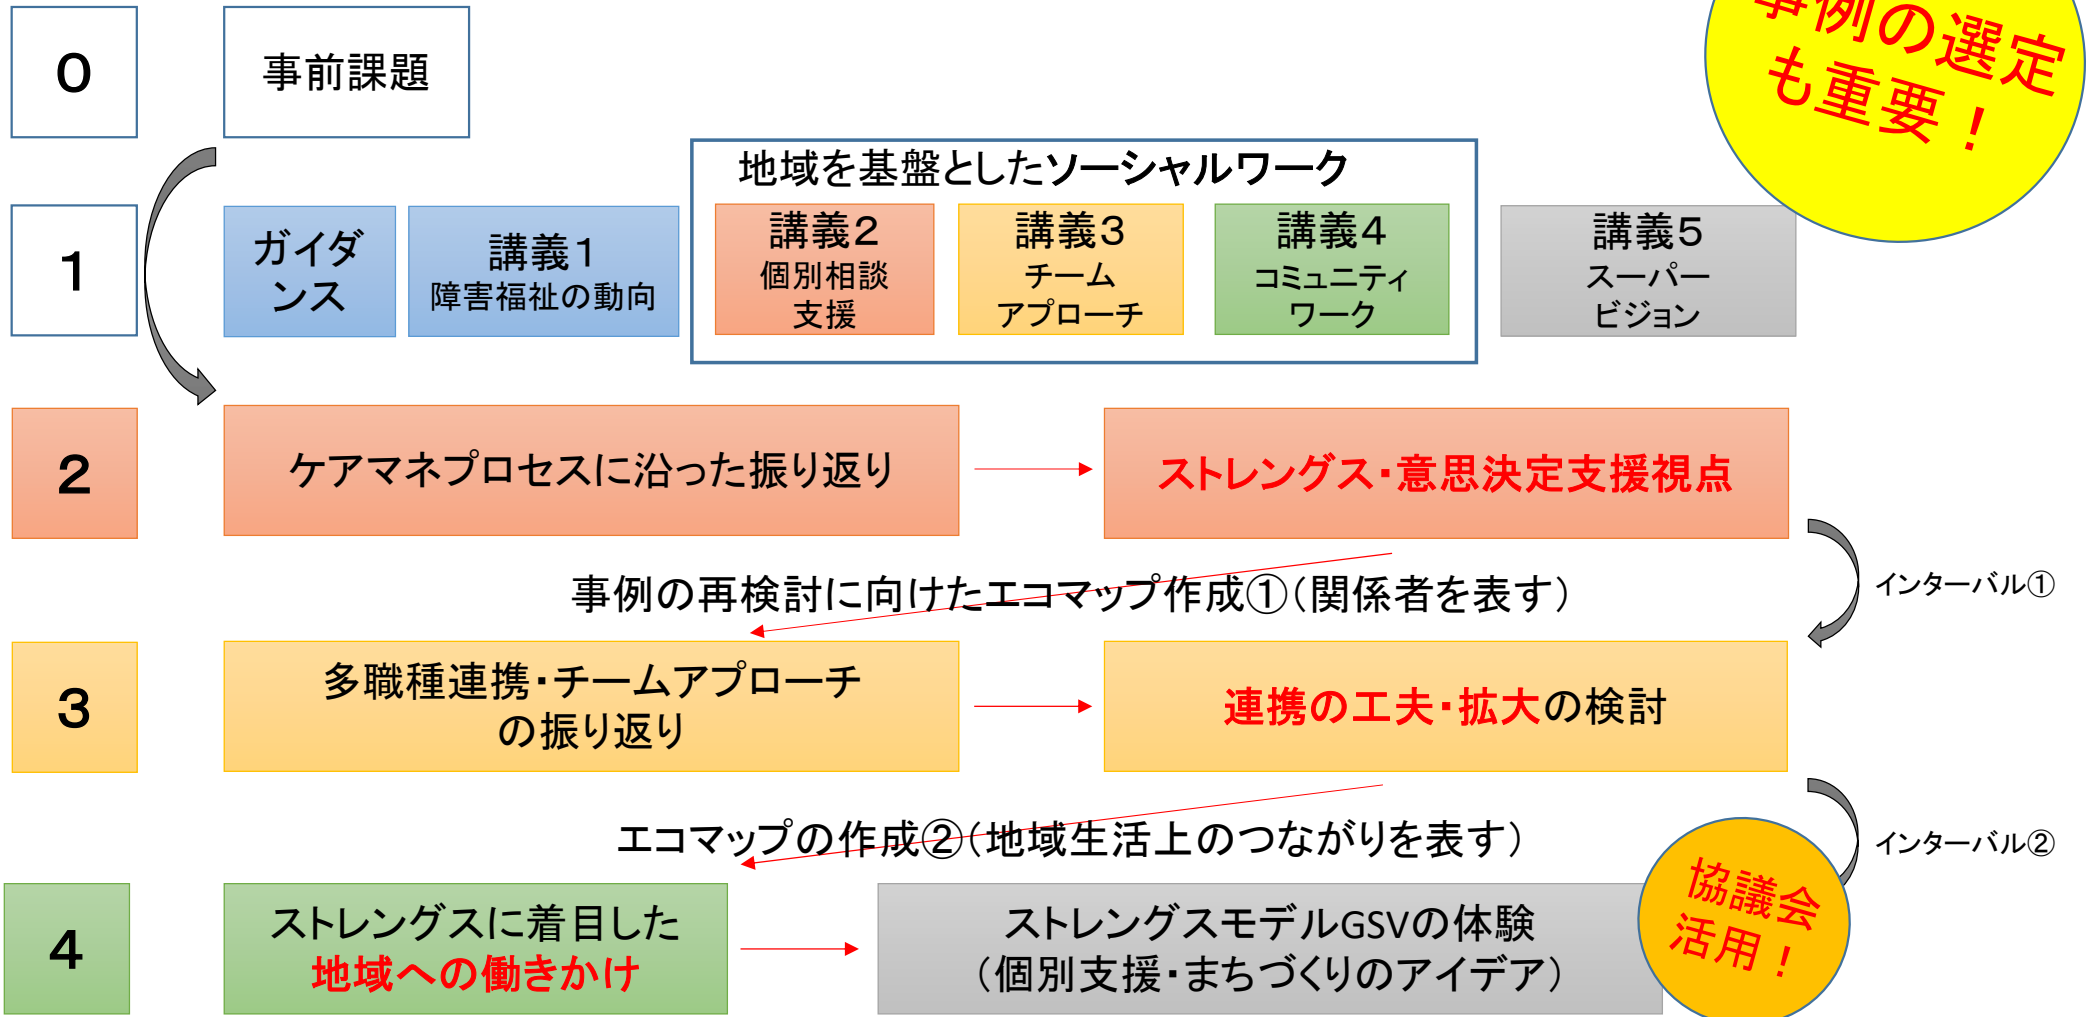 事例の選定
も重要！
0
事前課題
地域を基盤としたソーシャルワーク
1
ガイダ
ンス
講義1
障害福祉の動向
講義2
個別相談
支援
講義3
チーム
アプローチ
講義4
コミュニティ
ワーク
講義5
スーパー
ビジョン
2
ケアマネプロセスに沿った振り返り
ストレングス・意思決定支援視点
事例の再検討に向けたエコマップ作成①（関係者を表す）
インターバル①
3
多職種連携・チームアプローチ
の振り返り
連携の工夫・拡大の検討
エコマップの作成②（地域生活上のつながりを表す）
インターバル②
協議会
活用！
4
ストレングスに着目した
地域への働きかけ
ストレングスモデルGSVの体験
（個別支援・まちづくりのアイデア）